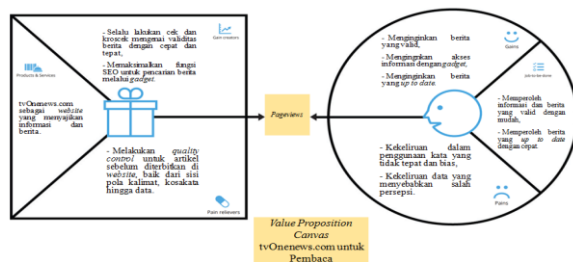 - Selalu lakukan cek dan
kroscek mengenai validitas
berita dengan cepat dan
tepat,
- Memaksimalkan fungsi
SEO untuk pencarian berita
melalui gadget.
Gain creators
Products & Services
tvOnenews.com
sebagai website
yang menyajikan
informasi dan
berita.
- Melakukan quality
control untuk artikel
sebelum diterbitkan di
website, baik dari sisi
pola kalimat, kosakata
hingga data.
Pain relievers
Pageviews
- Menginginkan berita
yang valid,
- Menginginkan akses
informasi dengan gadget,
- Menginginkan berita
yang up to date
Gains
Job-to-be-done
- Memperoleh
informasi dan berita
yang valid dengan
mudah,
- Memperoleh berita
yang up to date
dengan cepat
- Kekeliruan dalam
penggunaan kata yang
tidak tepat dan bias,
- Kekeliruan data yang
menyebabkan salah
persepsi.
Pains
Value Proposition
Canvas
tvOnenews.com untuk
Pembaca